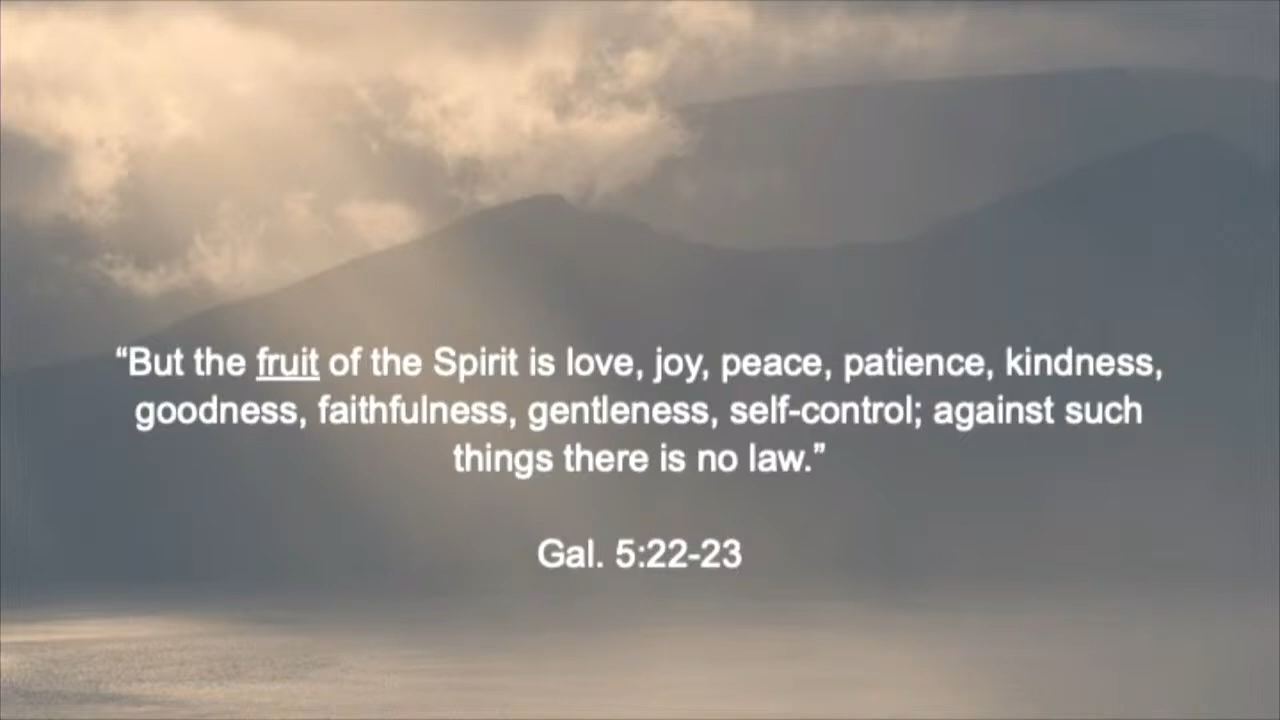 “But the fruit of the Spirit is love, joy, peace, patience, kindness,
goodness, faithfulness, gentleness, self-control; against such
things there is no law.”
Gal. 5:22-23